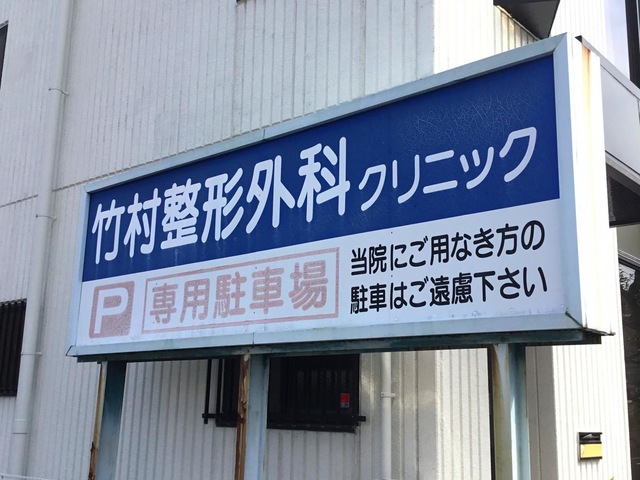 竹村整形外科クリニック
P 専用駐車場
当院にご用なき方の
駐車はご遠慮下さい